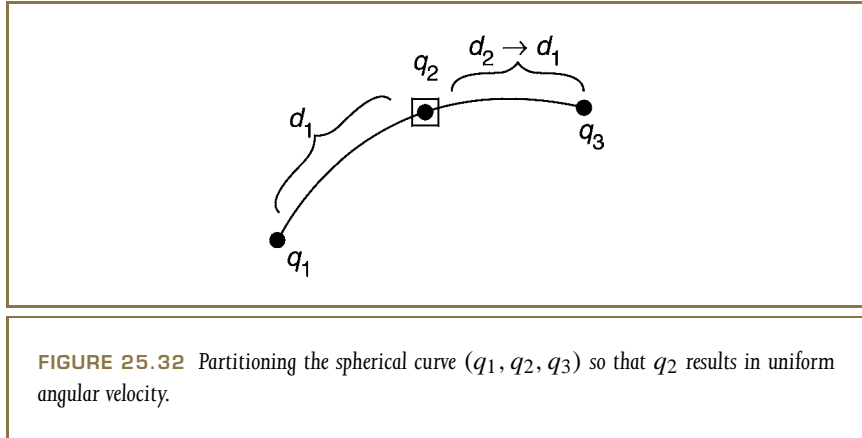 d₂ → d₁
q₂
d₁
q₃
q₁
FIGURE 25.32 Partitioning the spherical curve (q₁, q₂, q₃) so that q₂ results in uniform
angular velocity.